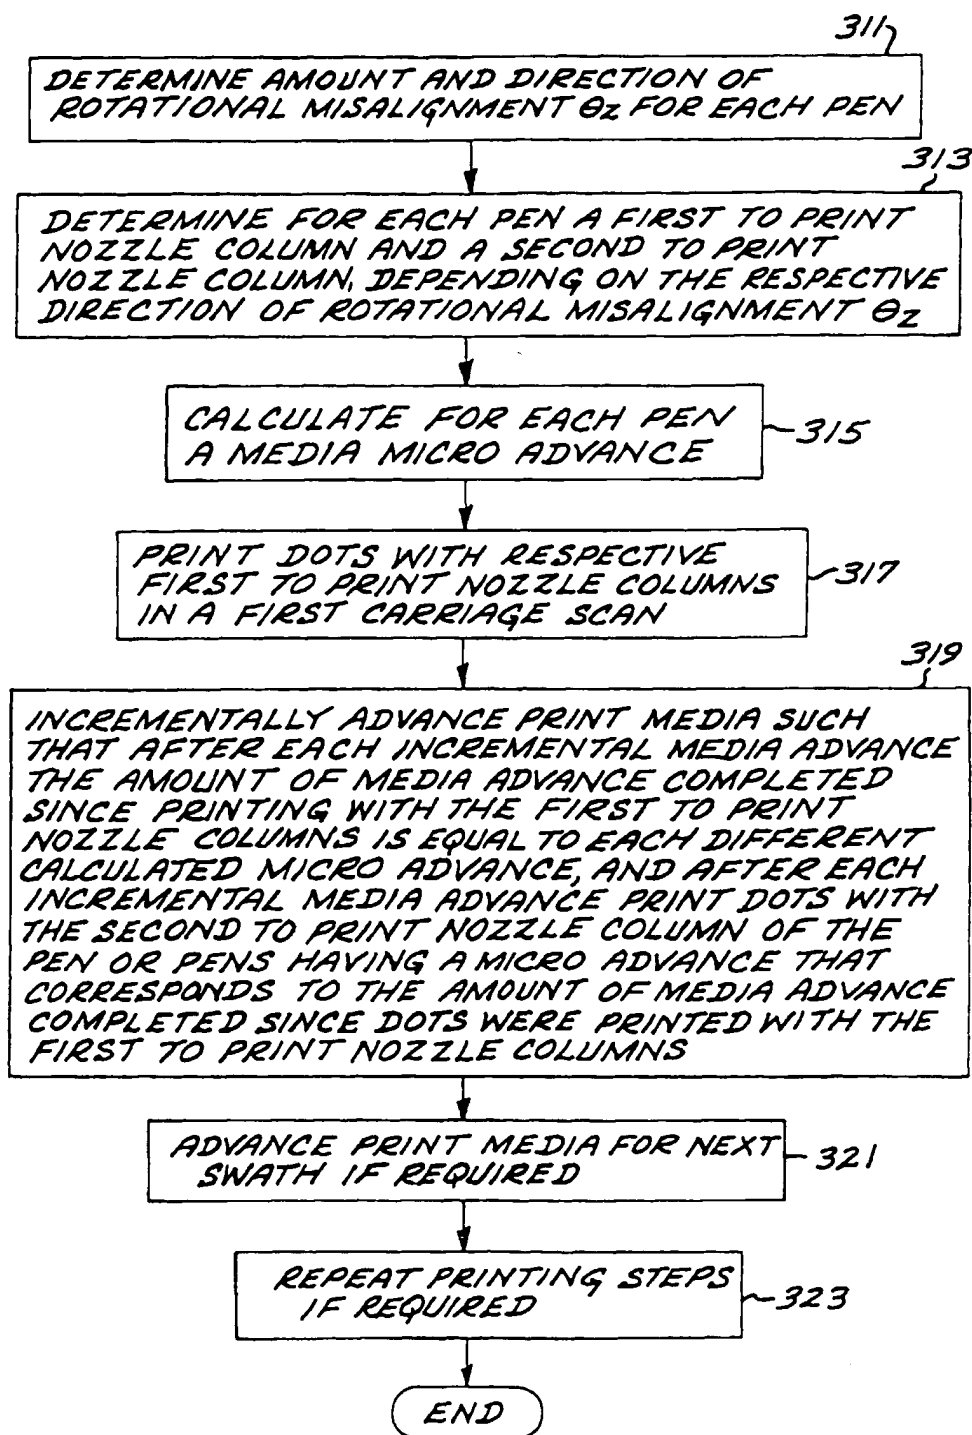 311
DETERMINE AMOUNT AND DIRECTION OF
ROTATIONAL MISALIGNMENT θZ FOR EACH PEN
313
DETERMINE FOR EACH PEN A FIRST TO PRINT
NOZZLE COLUMN AND A SECOND TO PRINT
NOZZLE COLUMN, DEPENDING ON THE RESPECTIVE
DIRECTION OF ROTATIONAL MISALIGNMENT θZ
CALCULATE FOR EACH PEN
A MEDIA MICRO ADVANCE
315
PRINT DOTS WITH RESPECTIVE
FIRST TO PRINT NOZZLE COLUMNS
IN A FIRST CARRIAGE SCAN
317
319
INCREMENTALLY ADVANCE PRINT MEDIA SUCH
THAT AFTER EACH INCREMENTAL MEDIA ADVANCE
THE AMOUNT OF MEDIA ADVANCE COMPLETED
SINCE PRINTING WITH THE FIRST TO PRINT
NOZZLE COLUMNS IS EQUAL TO EACH DIFFERENT
CALCULATED MICRO ADVANCE, AND AFTER EACH
INCREMENTAL MEDIA ADVANCE PRINT DOTS WITH
THE SECOND TO PRINT NOZZLE COLUMN OF THE
PEN OR PENS HAVING A MICRO ADVANCE THAT
CORRESPONDS TO THE AMOUNT OF MEDIA ADVANCE
COMPLETED SINCE DOTS WERE PRINTED WITH THE
FIRST TO PRINT NOZZLE COLUMNS
ADVANCE PRINT MEDIA FOR NEXT
SWATH IF REQUIRED
321
REPEAT PRINTING STEPS
IF REQUIRED
323
END